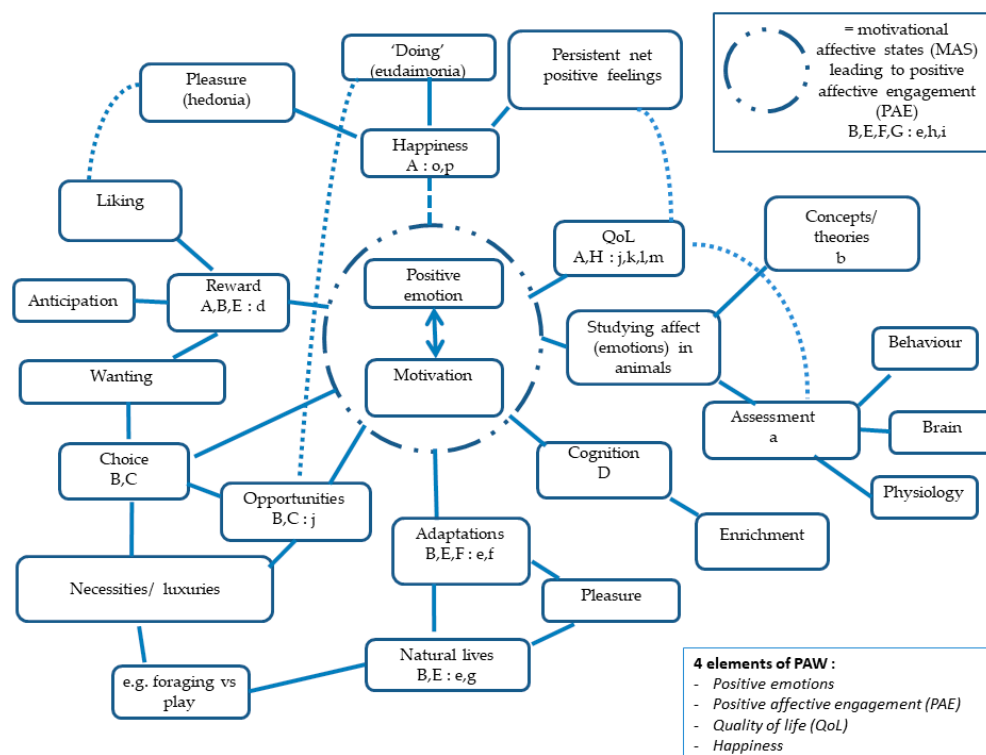 'Doing'
(eudaimonia)
Persistent net
positive feelings
= motivational
affective states (MAS)
leading to positive
affective engagement
(PAE)
B,E,F,G : e,h,i
Pleasure
(hedonia)
Happiness
A : o,p
Liking
QoL
A,H : j,k,l,m
Concepts/
theories
b
Anticipation
Reward
A,B,E : d
Positive
emotion
Studying affect
(emotions) in
animals
Behaviour
Wanting
Motivation
Assessment
a
Brain
Choice
B,C
Cognition
D
Physiology
Opportunities
B,C : j
Adaptations
B,E,F : e,f
Enrichment
Necessities/ luxuries
Pleasure
Natural lives
B,E : e,g
e.g. foraging vs
play
4 elements of PAW :
- Positive emotions
- Positive affective engagement (PAE)
- Quality of life (QoL)
- Happiness